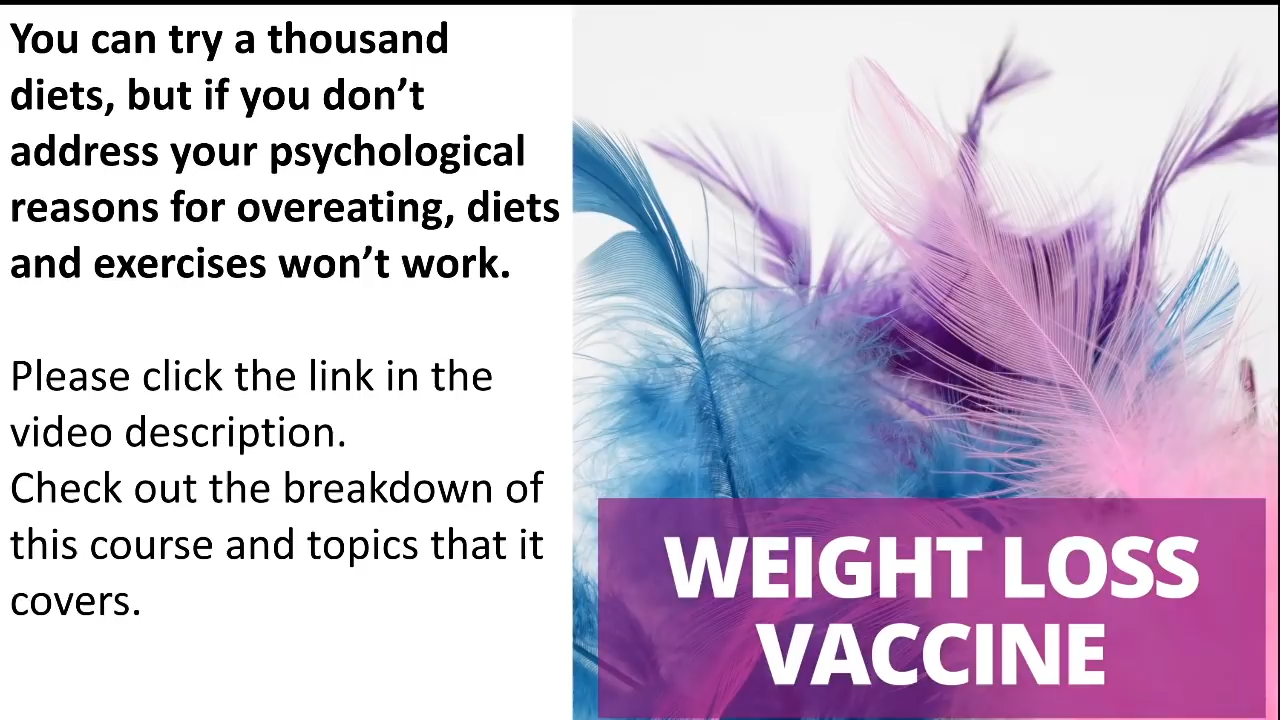 You can try a thousand
diets, but if you don’t
address your psychological
reasons for overeating, diets
and exercises won’t work.
Please click the link in the
video description.
Check out the breakdown of
this course and topics that it
covers.
WEIGHT LOSS
VACCINE